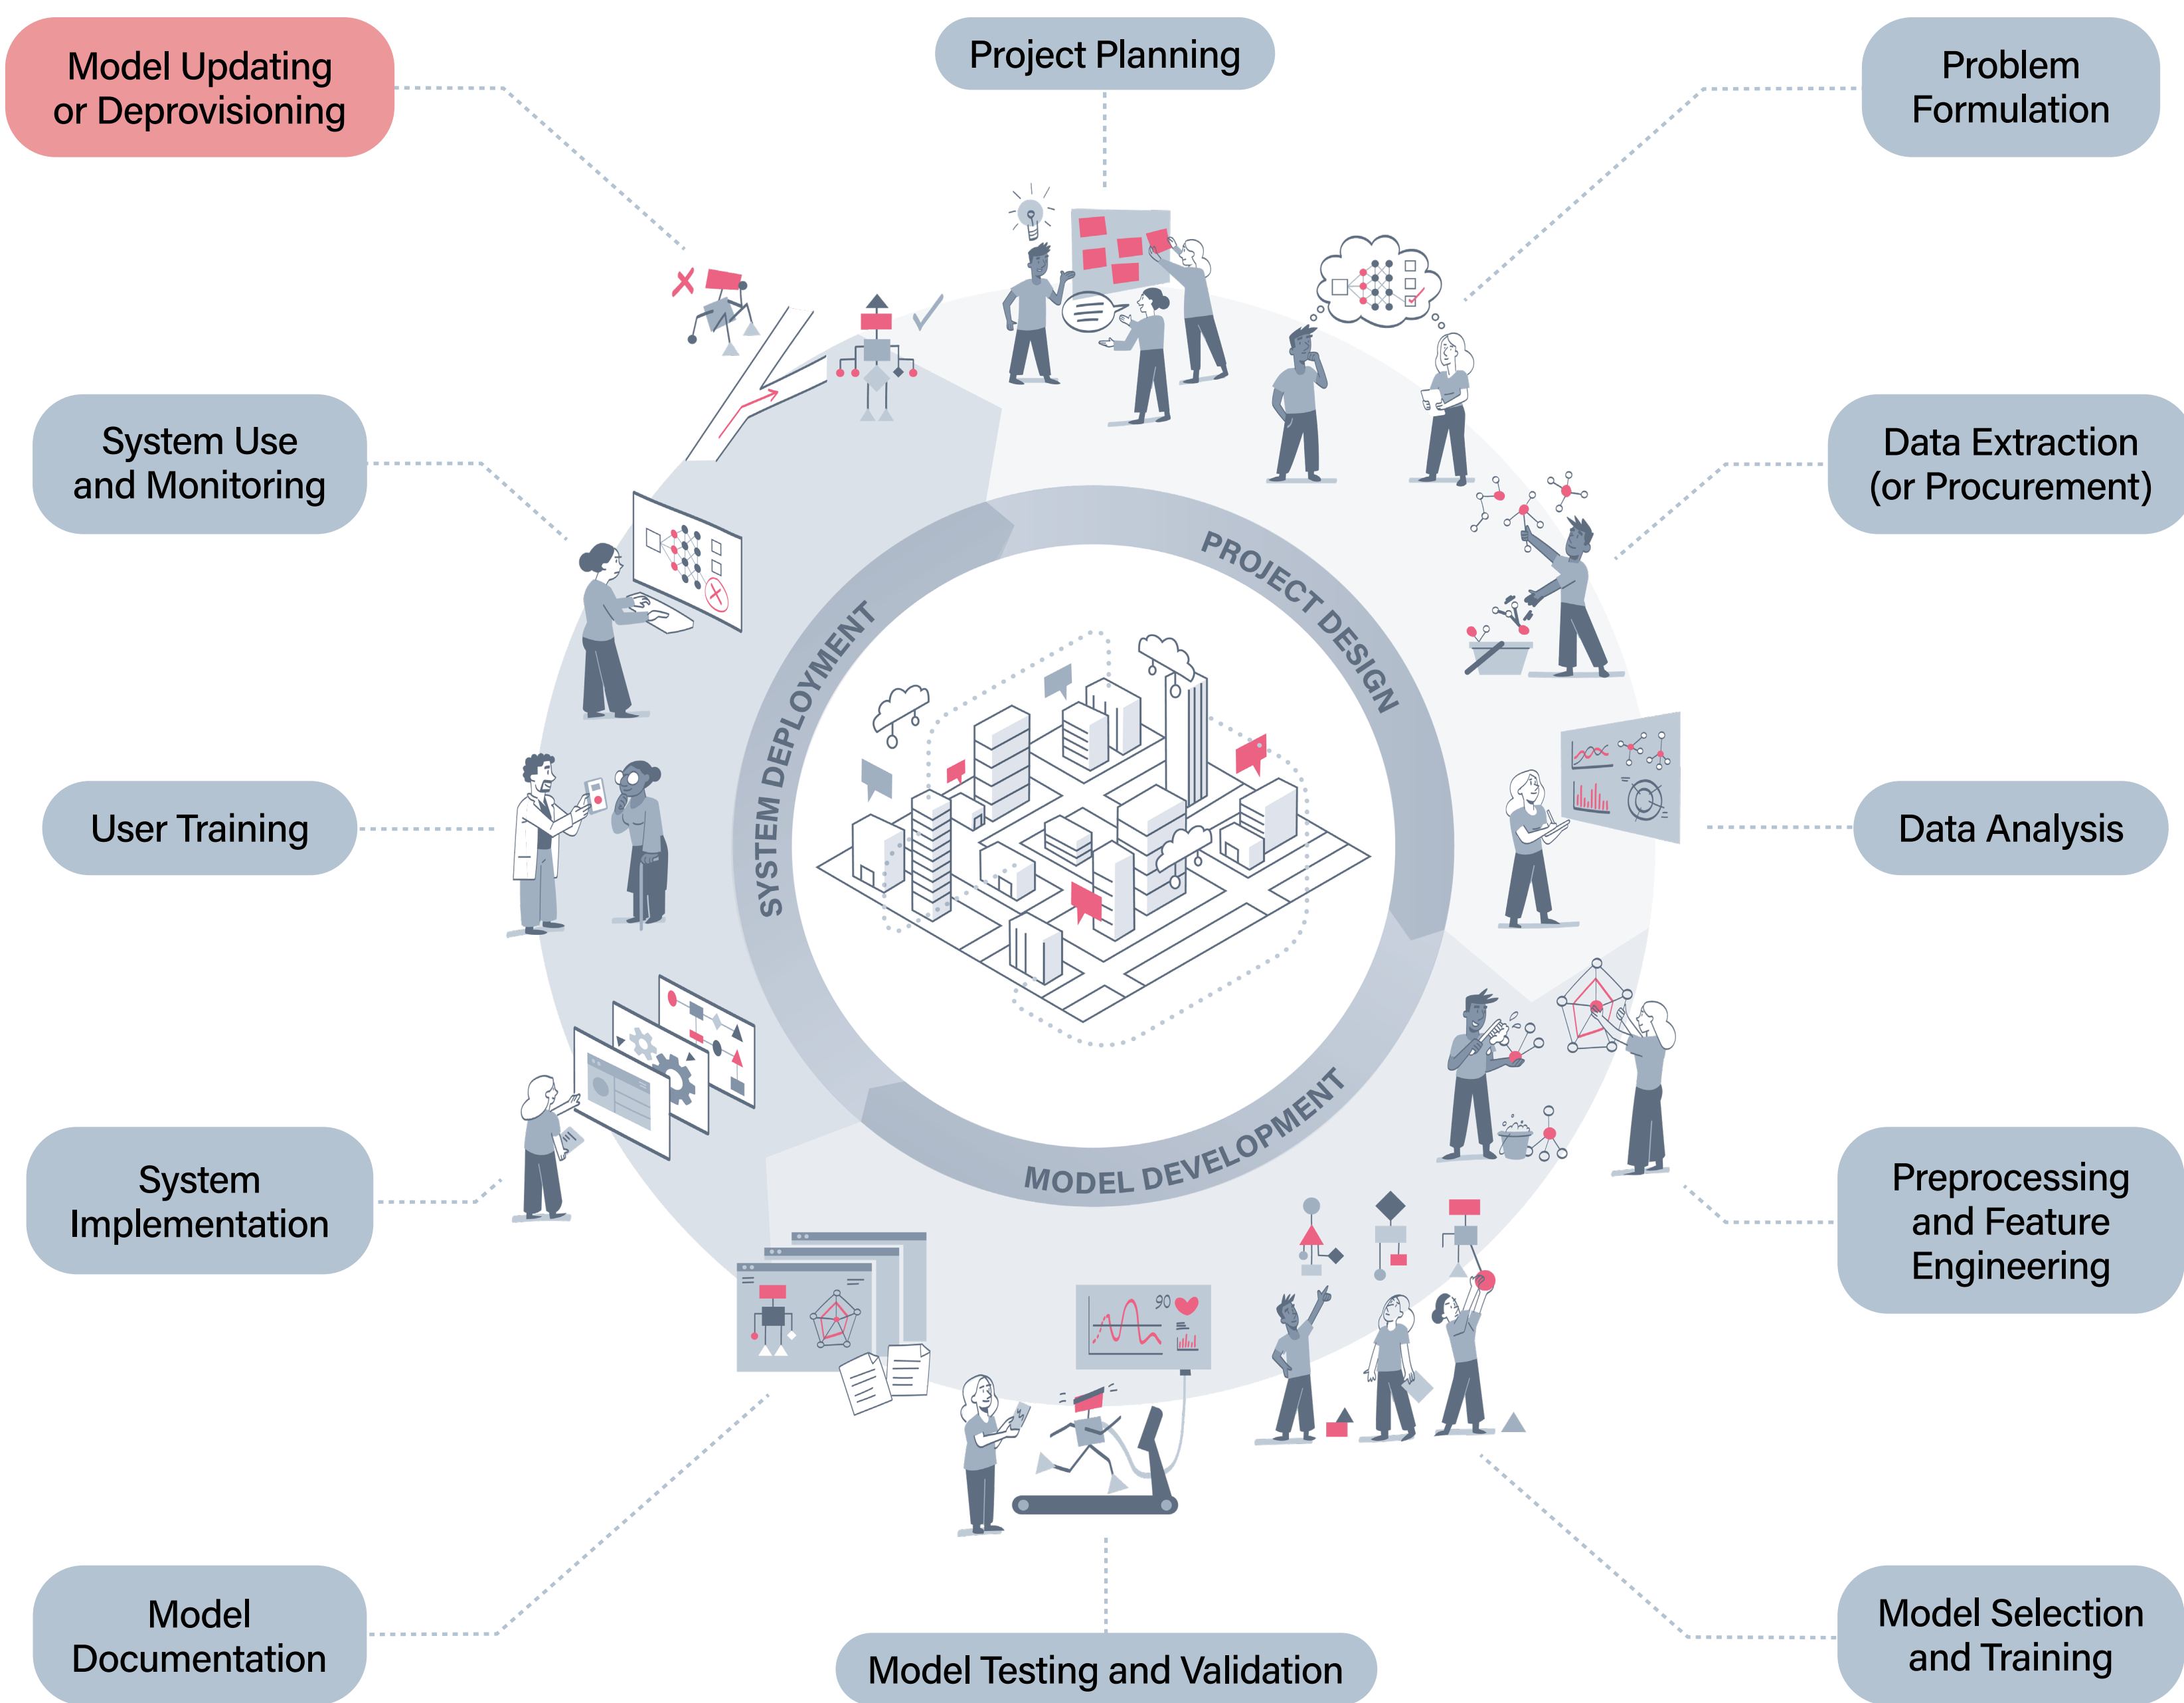 Project Planning
Problem
Formulation
Data Extraction
(or Procurement)
Data Analysis
Preprocessing
and Feature
Engineering
Model Selection
and Training
Model Testing and Validation
Model
Documentation
System
Implementation
User Training
System Use
and Monitoring
Model Updating
or Deprovisioning
PROJECT DESIGN
MODEL DEVELOPMENT
SYSTEM DEPLOYMENT
90